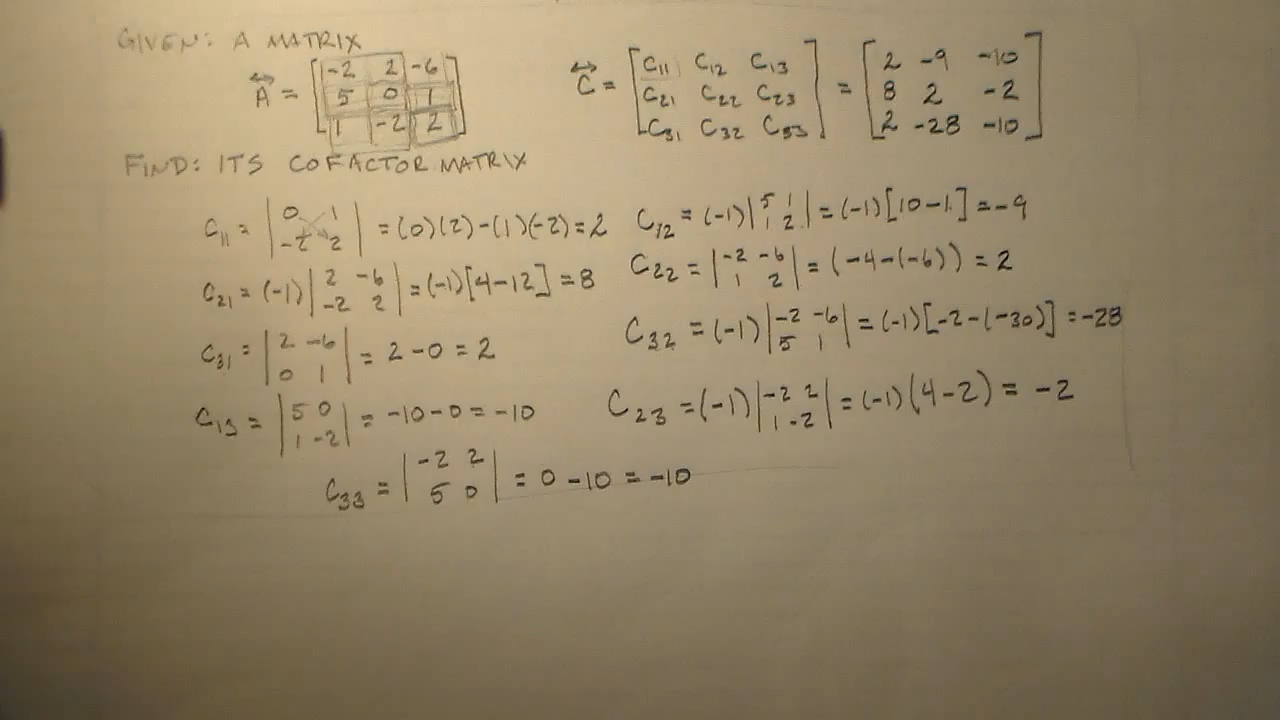 GIVEN: A MATRIX
A↔ = [-2 2 -6
5 0 1
1 -2 2]
C↔ = [C11 C12 C13
C21 C22 C23
C31 C32 C33] = [2 -9 -10
8 2 -2
2 -28 -10]
FIND: ITS COFACTOR MATRIX
C11 = |0 1
-2 2| = (0)(2)-(1)(-2)=2
C12 = (-1)|5 1
1 2| = (-1)[10-1] = -9
C21 = (-1)|2 -6
-2 2| = (-1)[4-12] = 8
C22 = |-2 -6
1 2| = (-4-(-6)) = 2
C31 = |2 -6
0 1| = 2-0 = 2
C32 = (-1)|-2 -6
5 1| = (-1)[-2-(-30)] = -28
C13 = |5 0
1 -2| = -10-0 = -10
C23 = (-1)|-2 2
1 -2| = (-1)(4-2) = -2
C33 = |-2 2
5 0| = 0-10 = -10